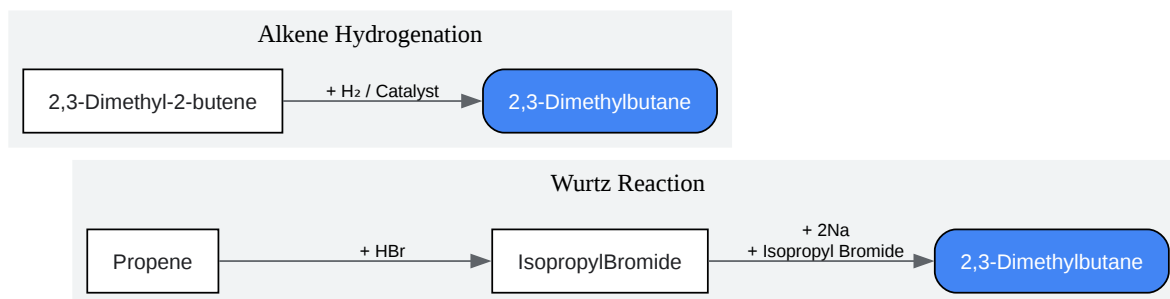 Alkene Hydrogenation
2,3-Dimethyl-2-butene
+ H₂ / Catalyst
2,3-Dimethylbutane
Wurtz Reaction
Propene
+ HBr
IsopropylBromide
+ 2Na
+ Isopropyl Bromide
2,3-Dimethylbutane